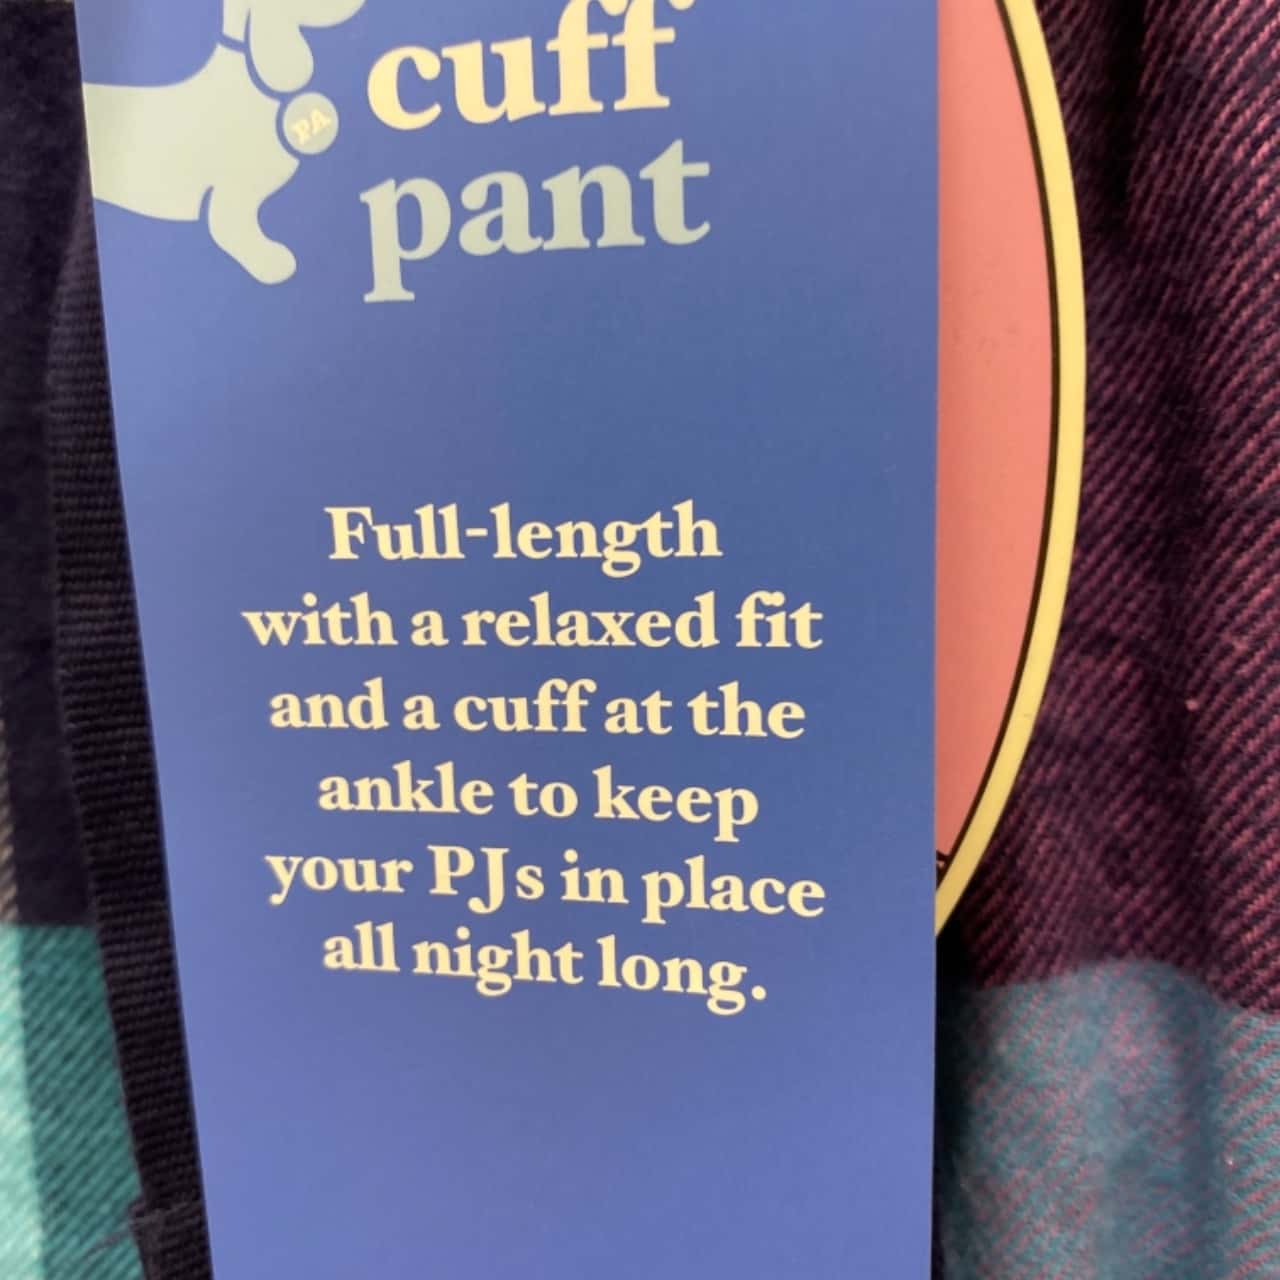 cuff
PA
pant
Full-length
with a relaxed fit
and a cuff at the
ankle to keep
your PJs in place
all night long.